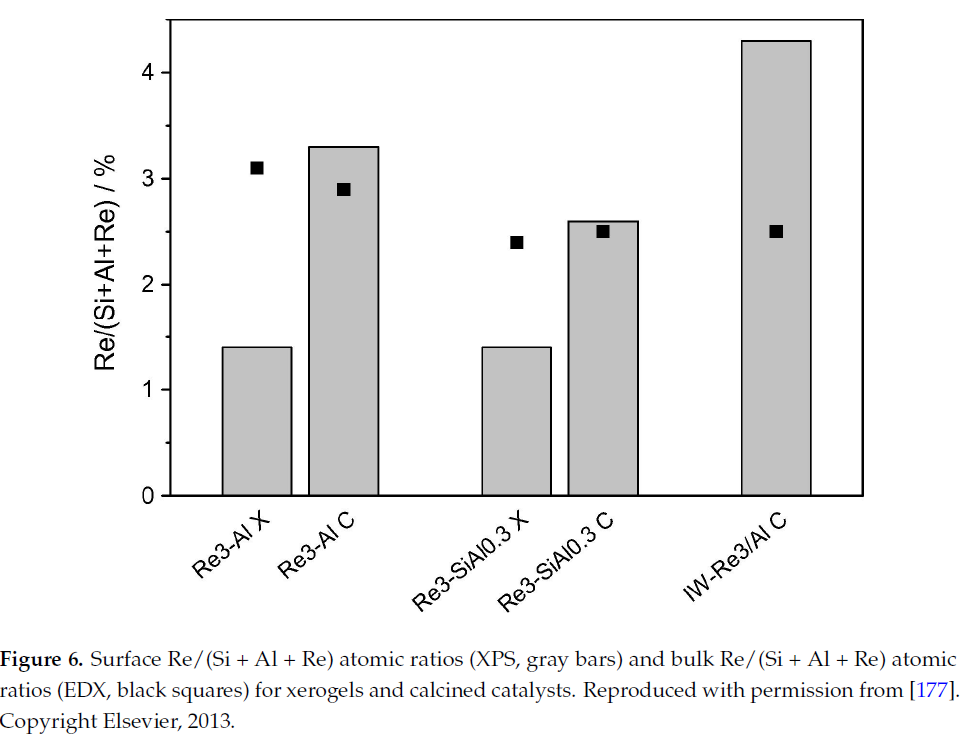 Re/(Si+Al+Re) / %
4
3
2
1
0
Re3-Al X
Re3-Al C
Re3-SiAl0.3 X
Re3-SiAl0.3 C
IW-Re3/Al C
Figure 6. Surface Re/(Si + Al + Re) atomic ratios (XPS, gray bars) and bulk Re/(Si + Al + Re) atomic
ratios (EDX, black squares) for xerogels and calcined catalysts. Reproduced with permission from [177].
Copyright Elsevier, 2013.